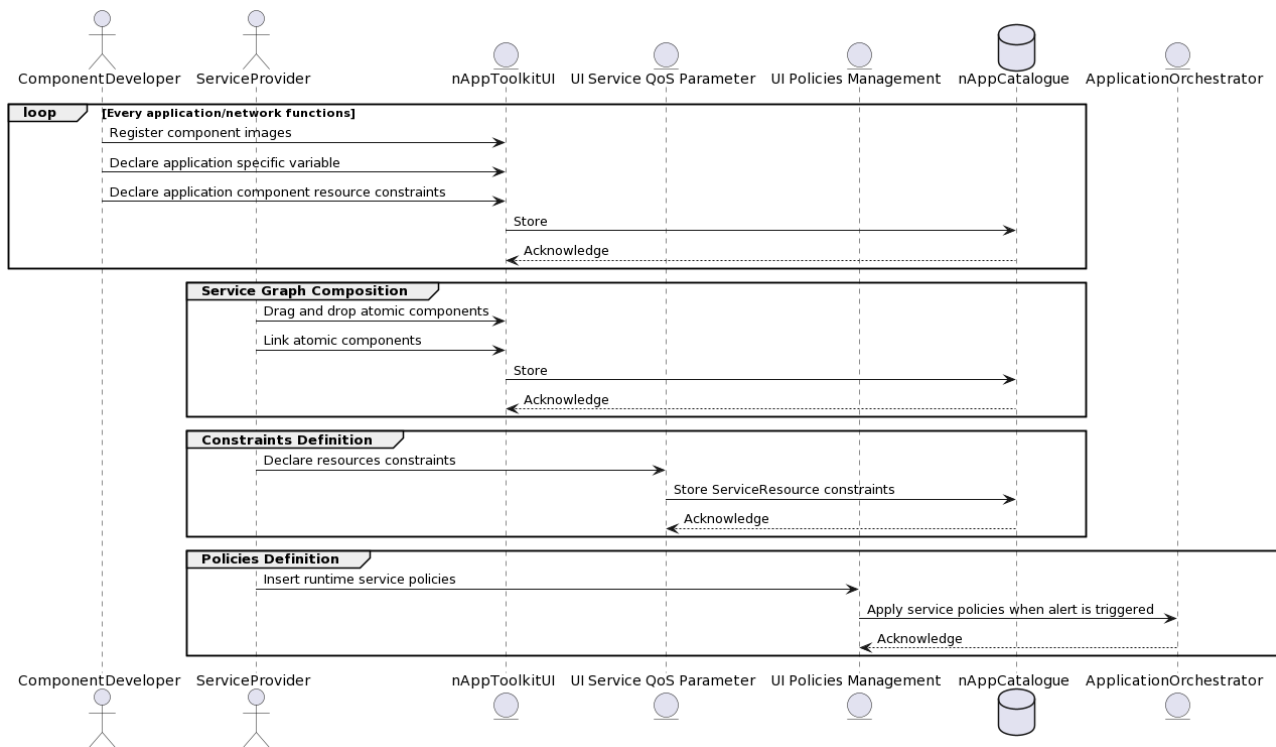 ComponentDeveloper ServiceProvider nAppToolkitUI UI Service QoS Parameter UI Policies Management nAppCatalogue ApplicationOrchestrator
loop [Every application/network functions]
Register component images
Declare application specific variable
Declare application component resource constraints
Store
Acknowledge
Service Graph Composition
Drag and drop atomic components
Link atomic components
Store
Acknowledge
Constraints Definition
Declare resources constraints
Store ServiceResource constraints
Acknowledge
Policies Definition
Insert runtime service policies
Apply service policies when alert is triggered
Acknowledge
ComponentDeveloper ServiceProvider nAppToolkitUI UI Service QoS Parameter UI Policies Management nAppCatalogue ApplicationOrchestrator